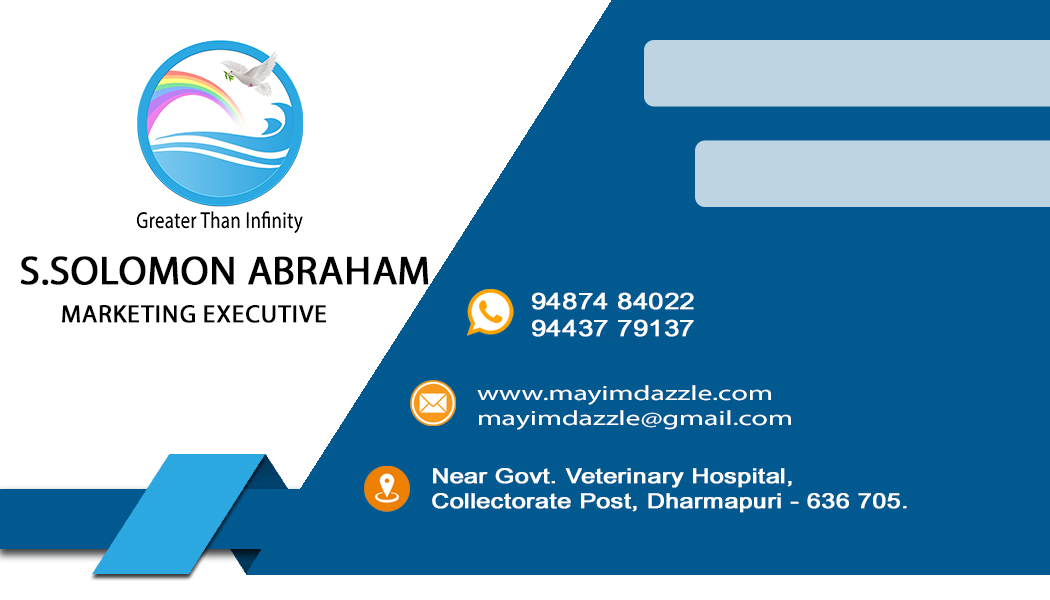 Greater Than Infinity
S.SOLOMON ABRAHAM
MARKETING EXECUTIVE
94874 84022
94437 79137
www.mayimdazzle.com
mayimdazzle@gmail.com
Near Govt. Veterinary Hospital,
Collectorate Post, Dharmapuri - 636 705.